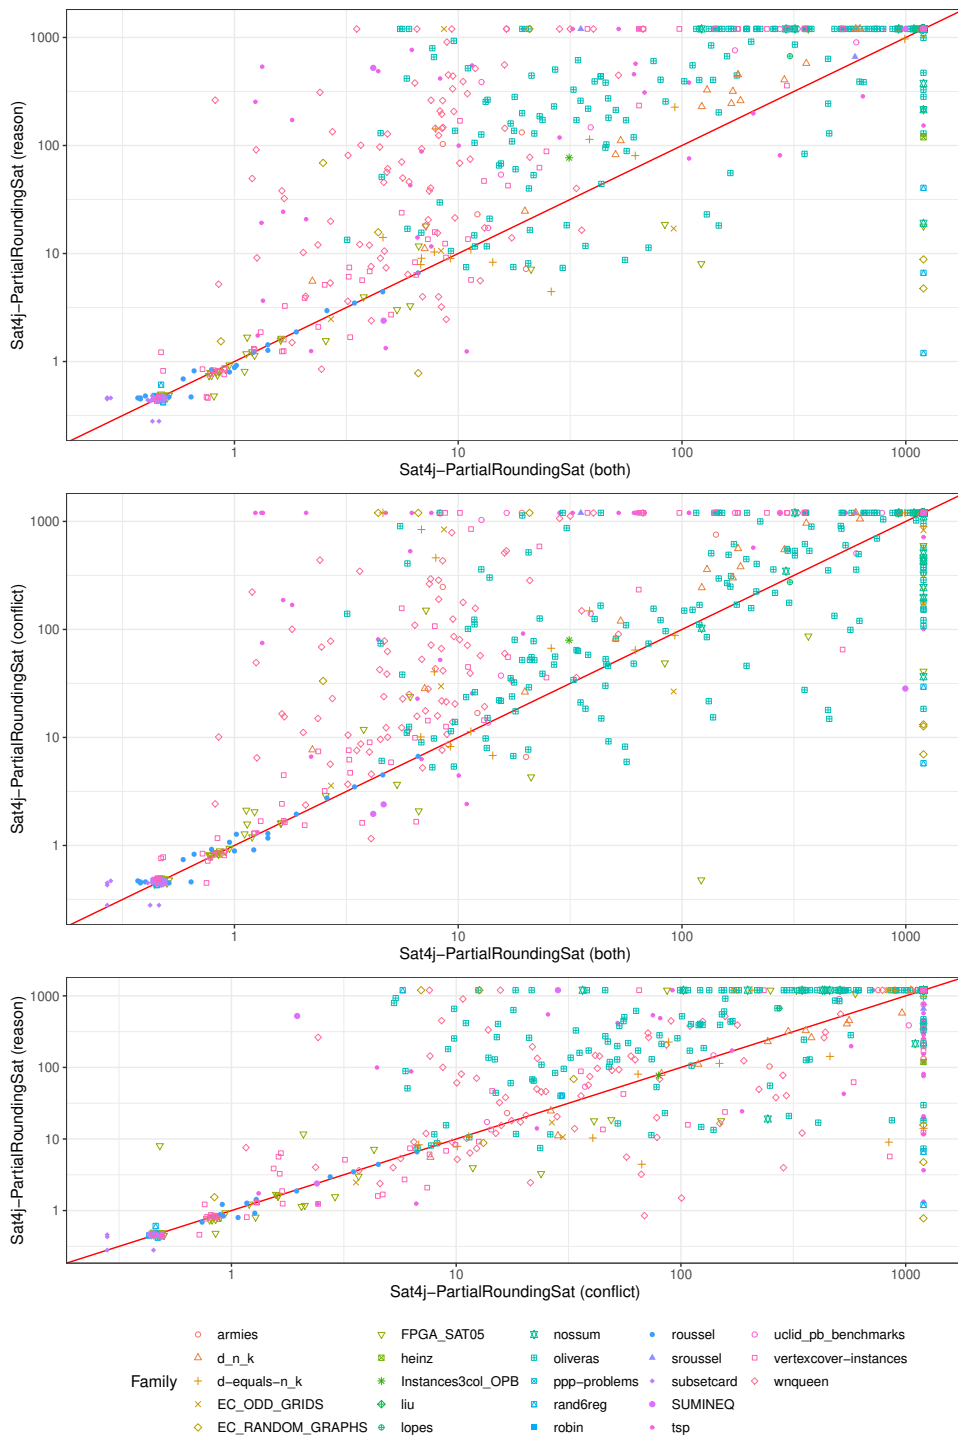 1000
100
10
1
Sat4j−PartialRoundingSat (reason)
1
10
100
1000
Sat4j−PartialRoundingSat (both)
1000
100
10
1
Sat4j−PartialRoundingSat (conflict)
1
10
100
1000
Sat4j−PartialRoundingSat (both)
1000
100
10
1
Sat4j−PartialRoundingSat (reason)
1
10
100
1000
Sat4j−PartialRoundingSat (conflict)
Family
armies
d_n_k
d−equals−n_k
EC_ODD_GRIDS
EC_RANDOM_GRAPHS
FPGA_SAT05
heinz
Instances3col_OPB
liu
lopes
nossum
oliveras
ppp−problems
rand6reg
robin
roussel
sroussel
subsetcard
SUMINEQ
tsp
uclid_pb_benchmarks
vertexcover−instances
wnqueen